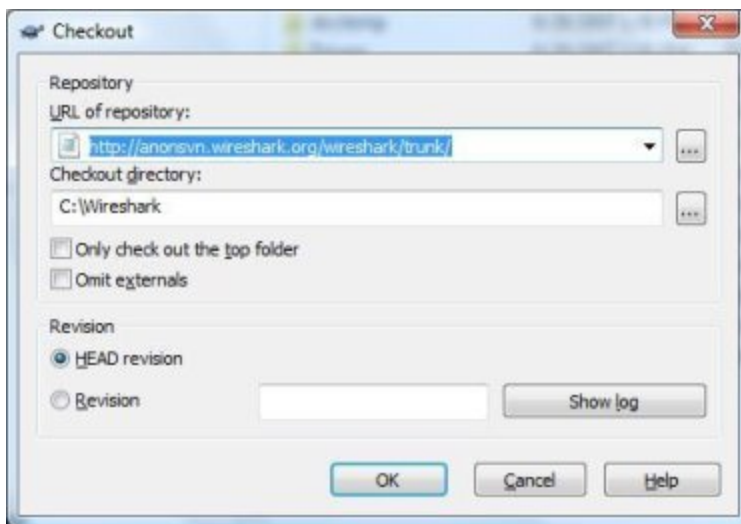 Checkout
Repository
URL of repository:
http://anonsvn.wireshark.org/wireshark/trunk/
...
Checkout directory:
C:\Wireshark
...
Only check out the top folder
Omit externals
Revision
HEAD revision
Revision
Show log
OK
Cancel
Help